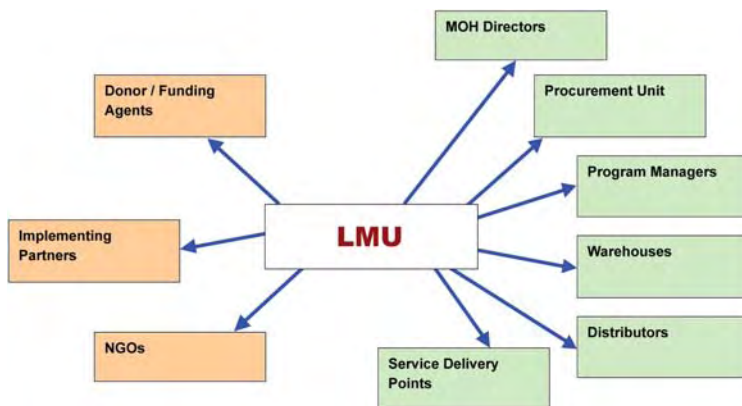 MOH Directors
Donor / Funding
Agents
Procurement Unit
Program Managers
Implementing
Partners
LMU
Warehouses
NGOs
Distributors
Service Delivery
Points